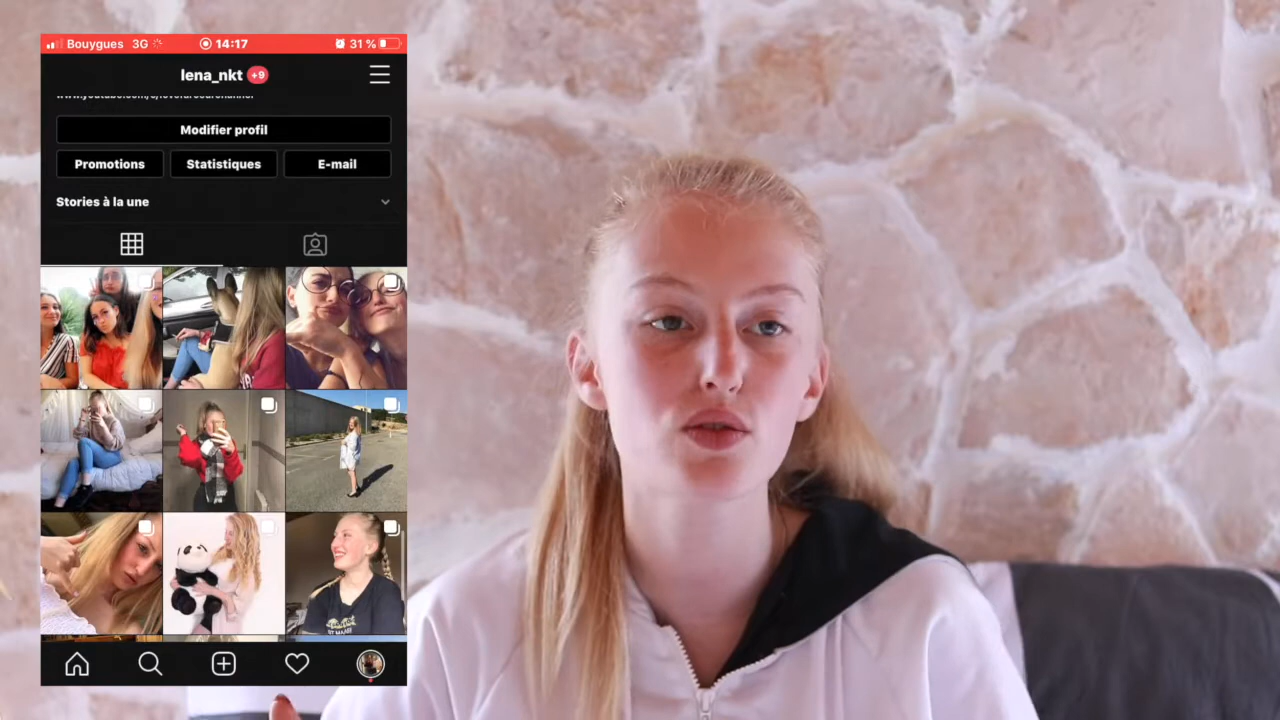 Bouygues 3G 14:17 31 %
lena_nkt +9
Modifier profil
Promotions Statistiques E-mail
Stories à la une